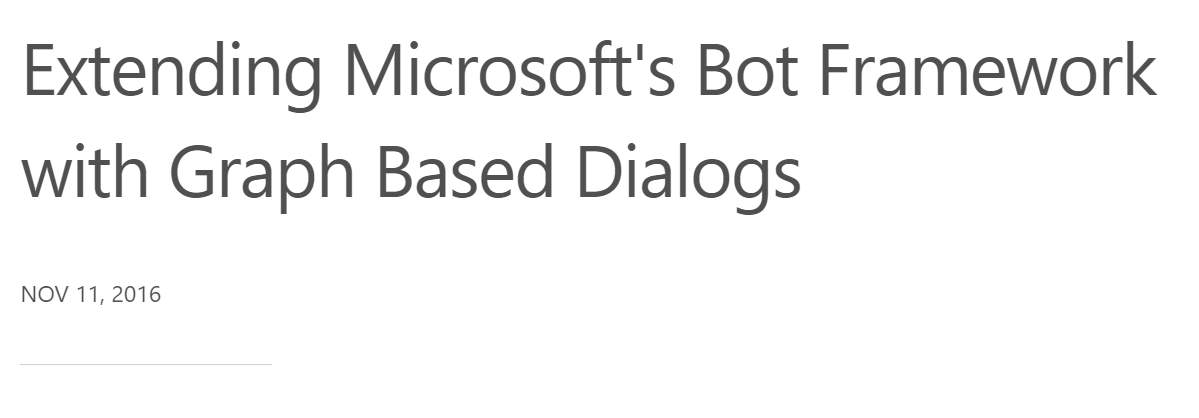 Extending Microsoft's Bot Framework
with Graph Based Dialogs
NOV 11, 2016